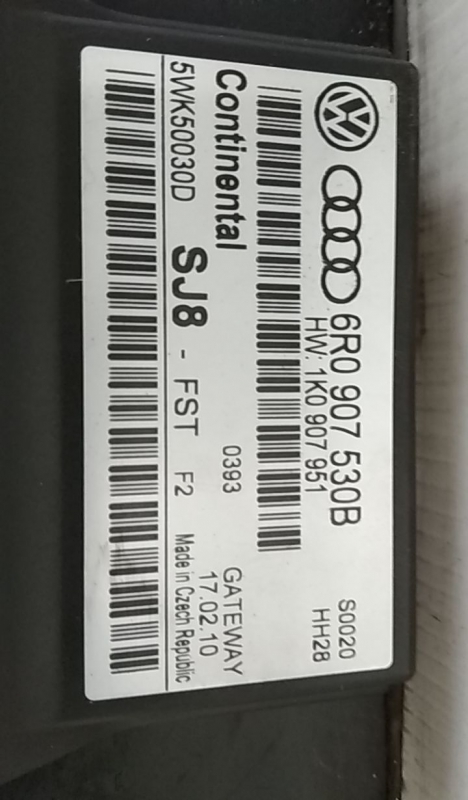 6R0 907 530B
HW: 1K0 907 951
S0020
HH28
Continental
0393
GATEWAY
17.02.10
5WK50030D
SJ8 - FST F2
Made in Czech Republic